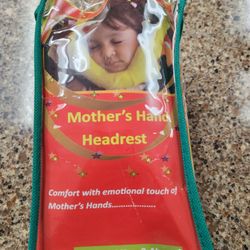 Mother's Hand
Headrest
Comfort with emotional touch of
Mother's Hands...................